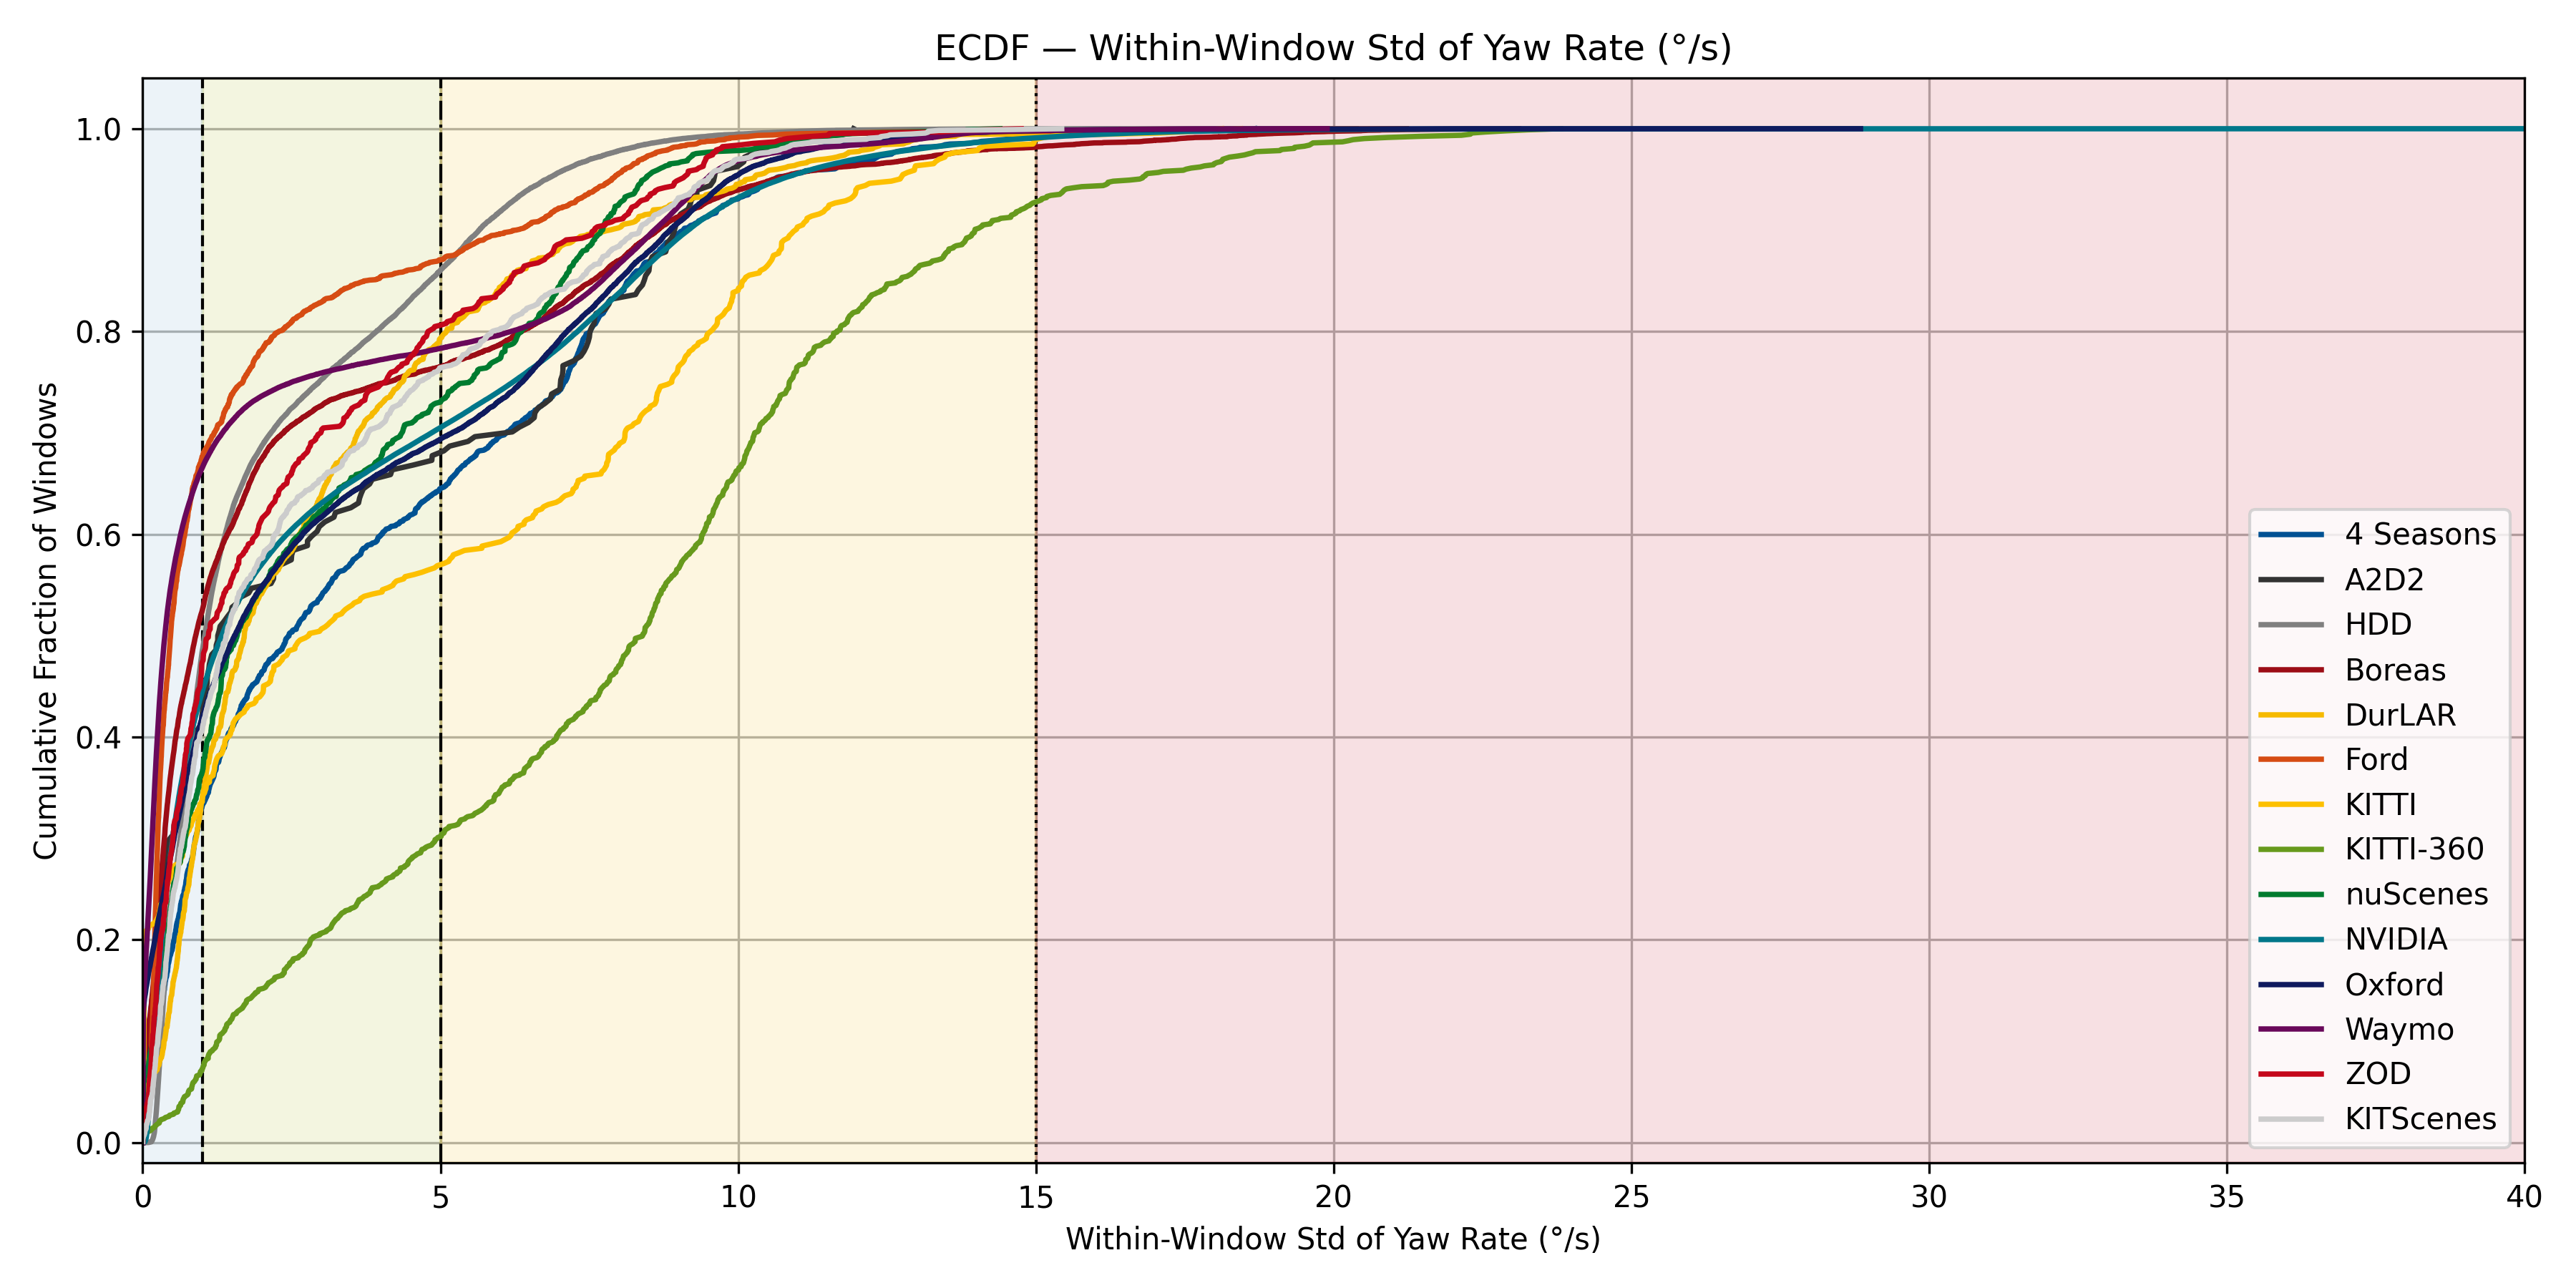 ECDF — Within-Window Std of Yaw Rate (°/s)
Cumulative Fraction of Windows
1.0
0.8
0.6
0.4
0.2
0.0
0 5 10 15 20 25 30 35 40
Within-Window Std of Yaw Rate (°/s)
4 Seasons
A2D2
HDD
Boreas
DurLAR
Ford
KITTI
KITTI-360
nuScenes
NVIDIA
Oxford
Waymo
ZOD
KITScenes